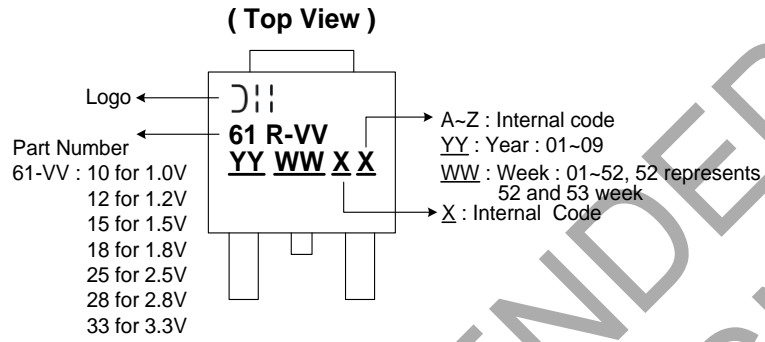 ( Top View )
Logo
61 R-VV
YY WW X X
Part Number
61-VV : 10 for 1.0V
12 for 1.2V
15 for 1.5V
18 for 1.8V
25 for 2.5V
28 for 2.8V
33 for 3.3V
A~Z : Internal code
YY : Year : 01~09
WW : Week : 01~52, 52 represents
52 and 53 week
X : Internal Code